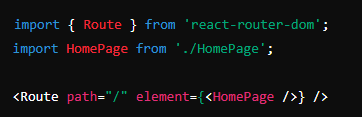 import { Route } from 'react-router-dom';
import HomePage from './HomePage';
<Route path="/" element={<HomePage />} />